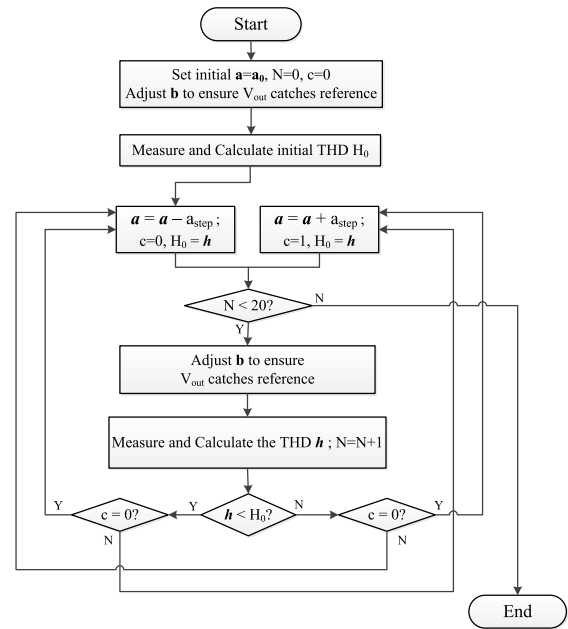 Start
Set initial a=a₀, N=0, c=0
Adjust b to ensure Vout catches reference
Measure and Calculate initial THD H₀
a = a − astep ;
c=0, H₀ = h
a = a + astep ;
c=1, H₀ = h
N < 20?
N
Y
Adjust b to ensure
Vout catches reference
Measure and Calculate the THD h ; N=N+1
Y
c = 0?
Y
h < H₀?
N
c = 0?
Y
N
N
End